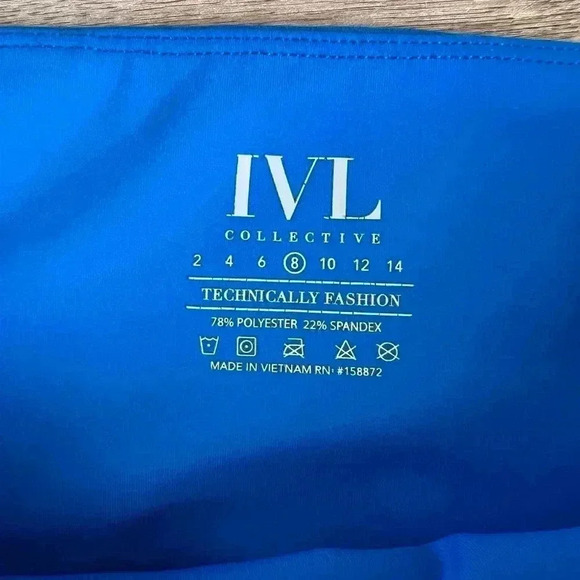 IVL
COLLECTIVE
2 4 6 8 10 12 14
TECHNICALLY FASHION
78% POLYESTER 22% SPANDEX
MADE IN VIETNAM RN: #158872